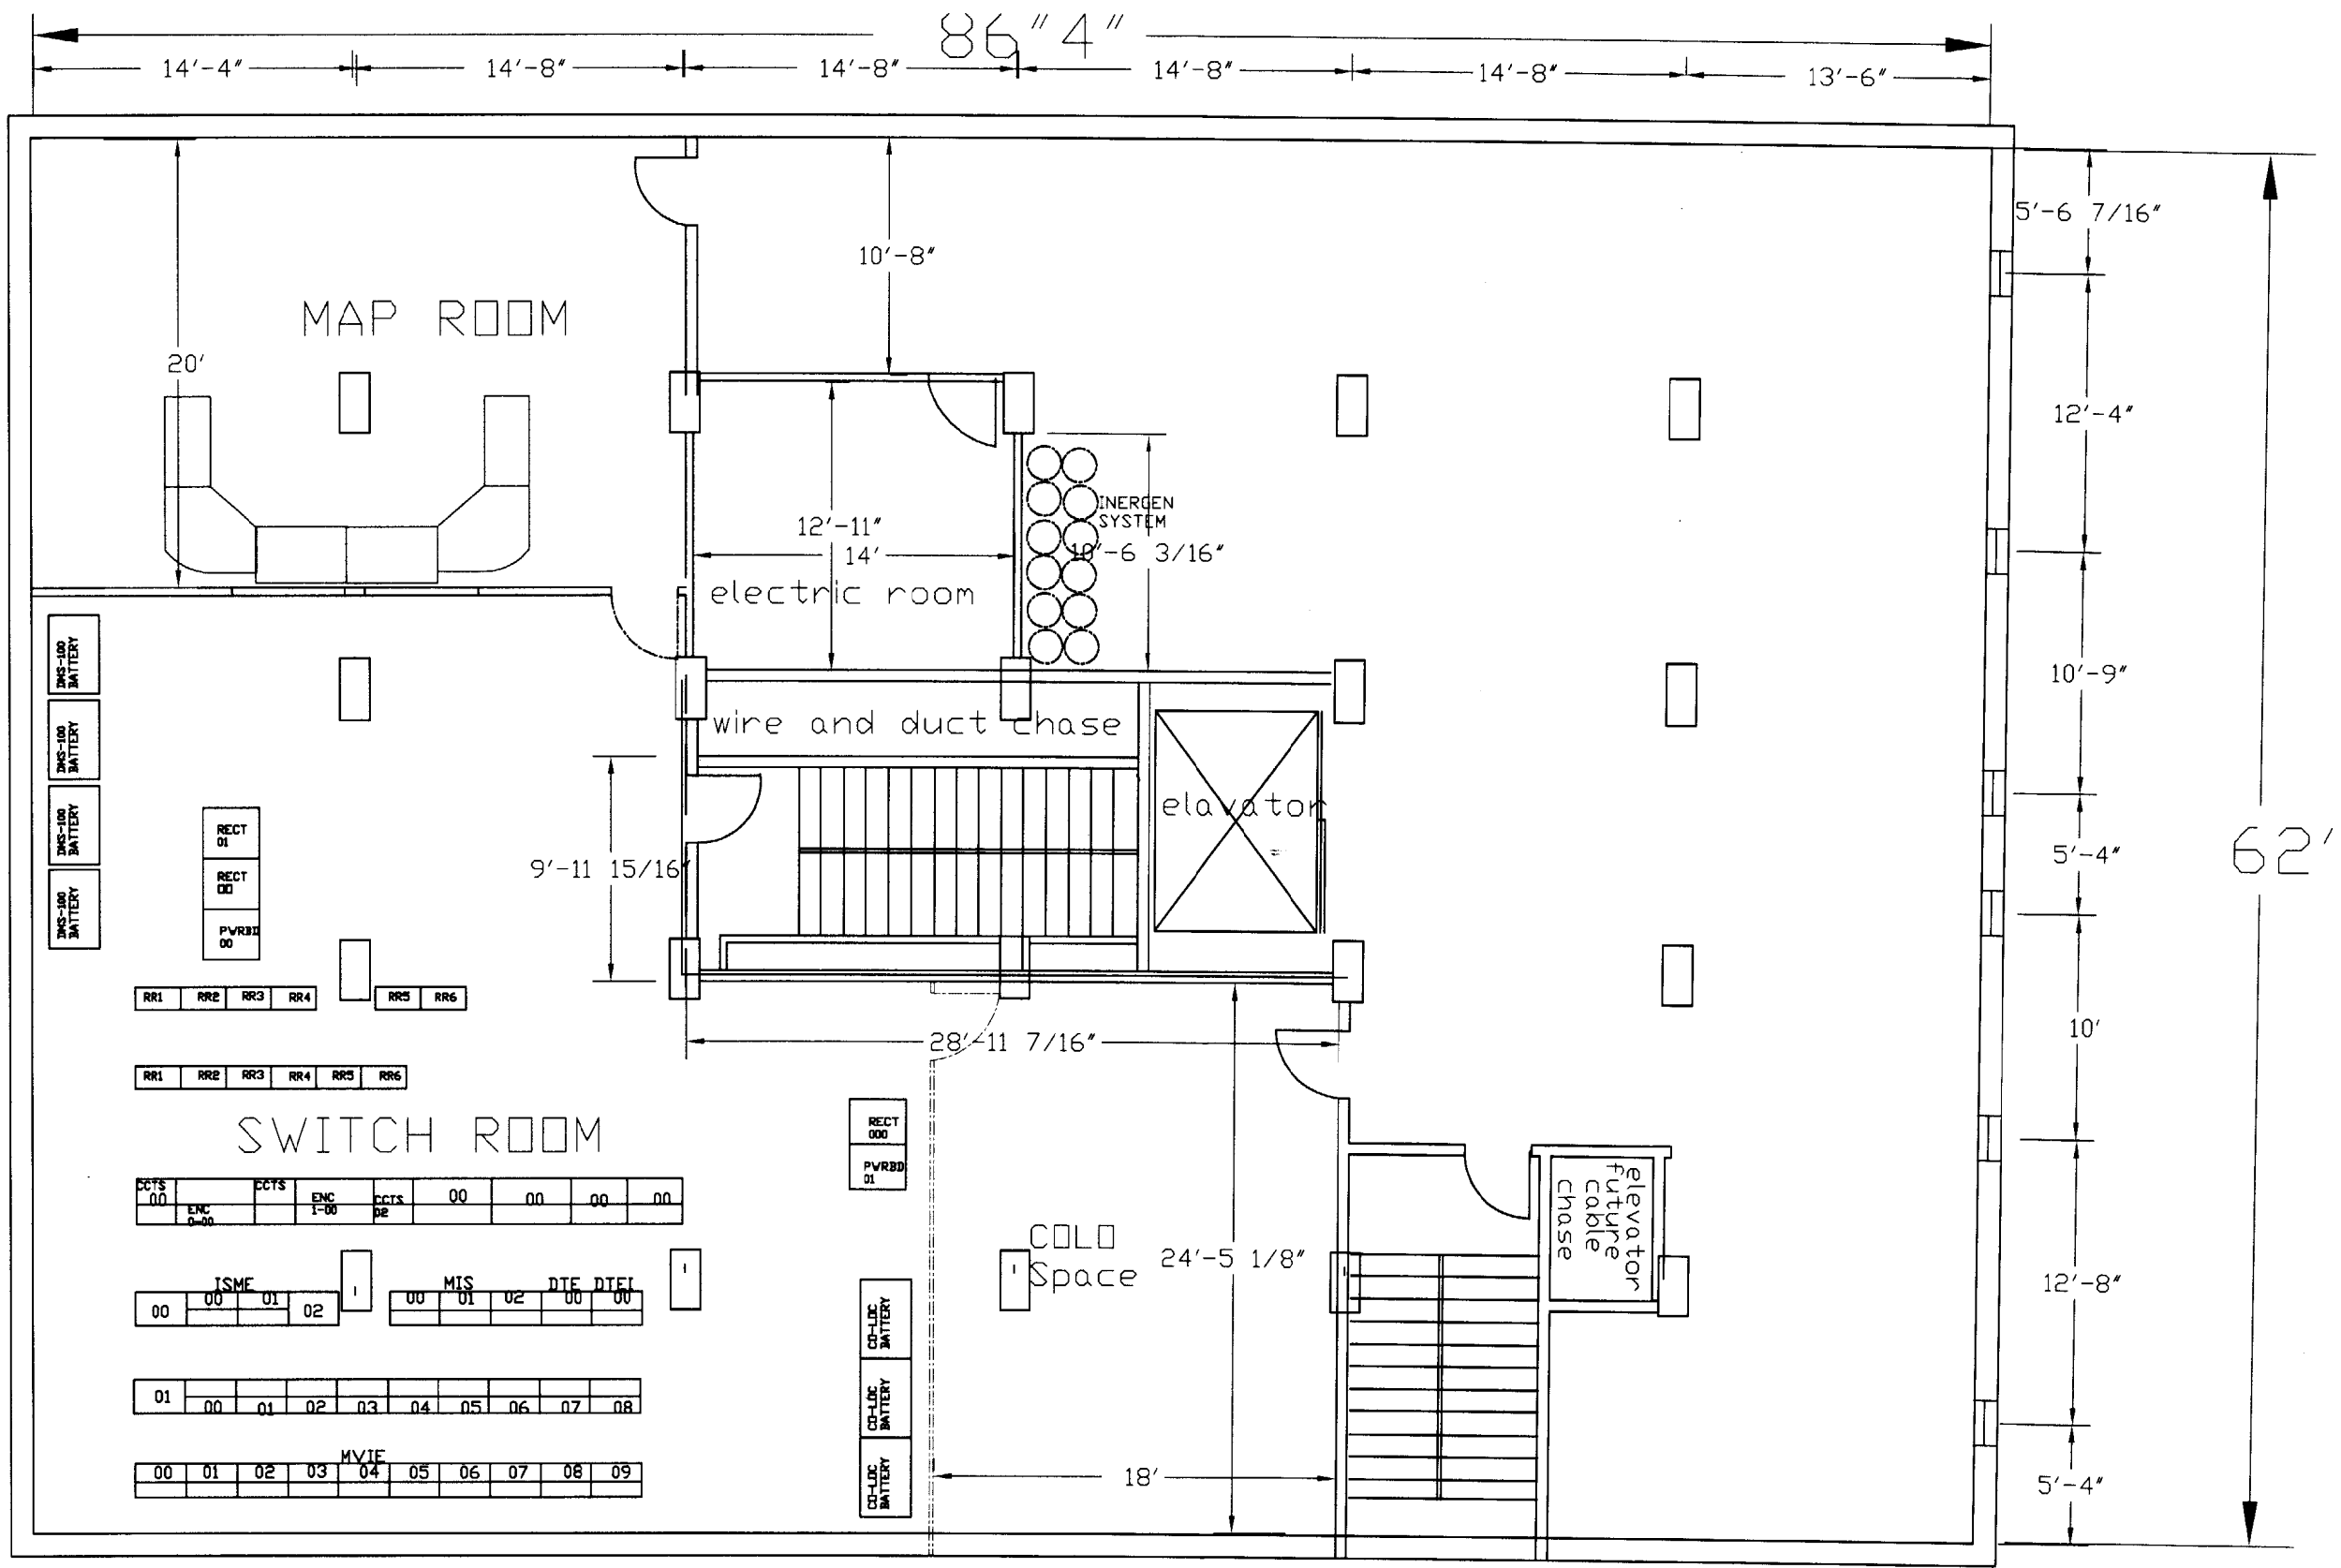 86"4"
14'-4"
14'-8"
14'-8"
14'-8"
14'-8"
13'-6"
5'-6 7/16"
10'-8"
MAP ROOM
20'
12'-4"
INERGEN
SYSTEM
12'-11"
14'
10'-6 3/16"
electric room
DMS-100
BATTERY
DMS-100
BATTERY
DMS-100
BATTERY
DMS-100
BATTERY
10'-9"
wire and duct chase
elavator
RECT
01
RECT
00
PWRBD
00
9'-11 15/16"
5'-4"
62'
RR1 RR2 RR3 RR4 RR5 RR6
28'-11 7/16"
10'
RR1 RR2 RR3 RR4 RR5 RR6
SWITCH ROOM
RECT
000
PWRBD
01
elevator
future
cable
chase
CCTS
00
ENC
0-00
CCTS
ENC
1-00
CCTS
02
00 00 00 00
COLO
Space
24'-5 1/8"
12'-8"
ISME MIS DTE DTEI
00 00 01 02 00 01 02 00 00
CO-LOC
BATTERY
CO-LOC
BATTERY
CO-LOC
BATTERY
01 00 01 02 03 04 05 06 07 08
MVIE
00 01 02 03 04 05 06 07 08 09
18'
5'-4"